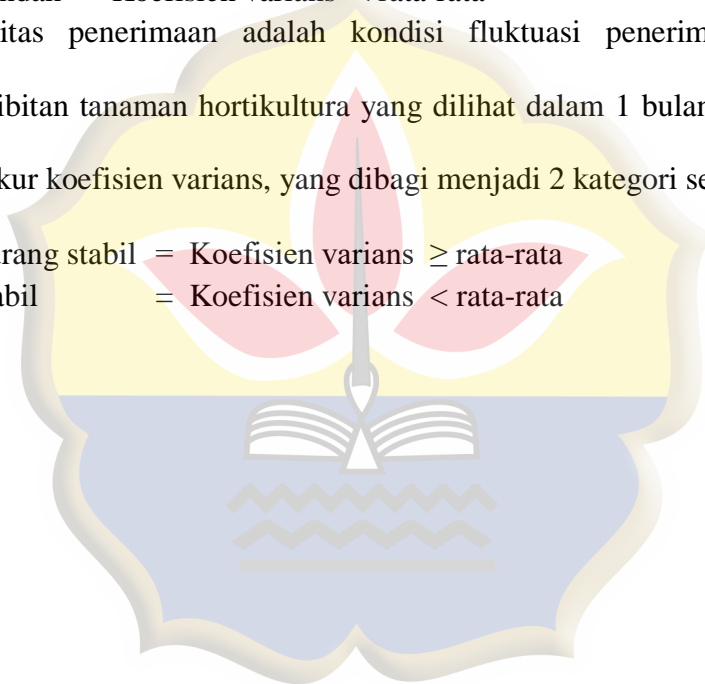 itas penerimaan adalah kondisi fluktuasi penerim
ibitan tanaman hortikultura yang dilihat dalam 1 bulan
kur koefisien varians, yang dibagi menjadi 2 kategori se
rang stabil = Koefisien varians ≥ rata-rata
abil = Koefisien varians < rata-rata